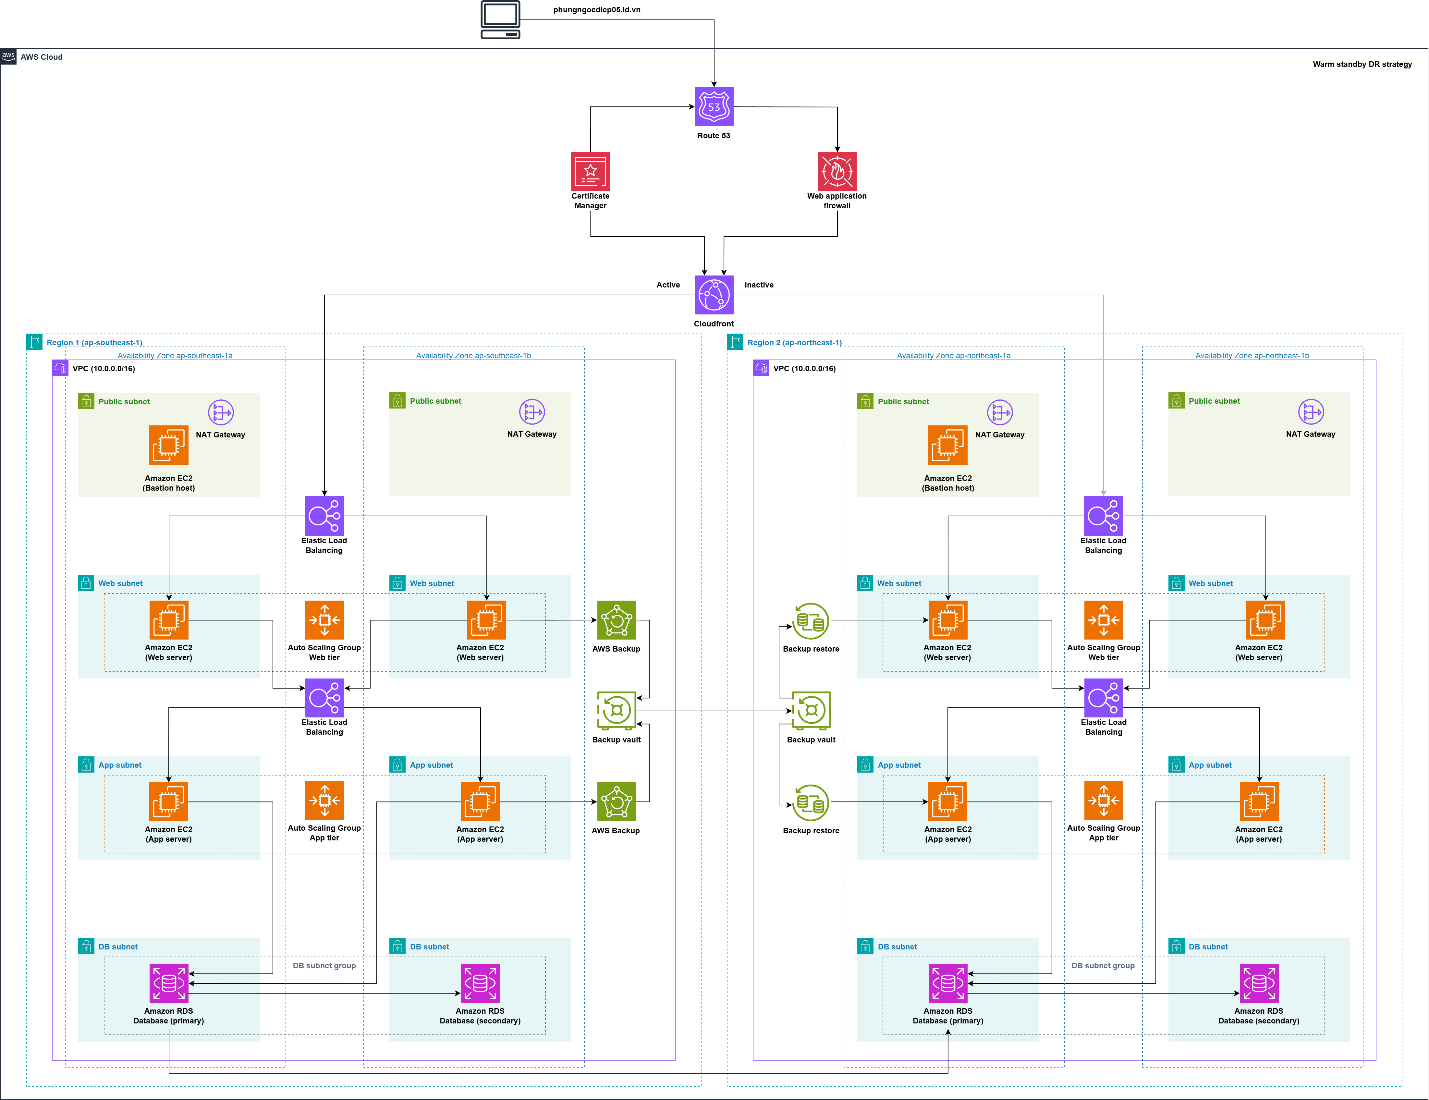 phungngocdiep05.id.vn
aws
AWS Cloud
Warm standby DR strategy
53
Route 53
Certificate
Manager
Web application
firewall
Active
Inactive
Cloudfront
Region 1 (ap-southeast-1)
Availability Zone ap-southeast-1a
Availability Zone ap-southeast-1b
VPC (10.0.0.0/16)
Public subnet
NAT Gateway
Amazon EC2
(Bastion host)
Public subnet
NAT Gateway
Elastic Load
Balancing
Web subnet
Web subnet
Amazon EC2
(Web server)
Auto Scaling Group
Web tier
Amazon EC2
(Web server)
AWS Backup
Elastic Load
Balancing
Backup vault
App subnet
App subnet
Amazon EC2
(App server)
Auto Scaling Group
App tier
Amazon EC2
(App server)
AWS Backup
DB subnet
DB subnet
DB subnet group
Amazon RDS
Database (primary)
Amazon RDS
Database (secondary)
Region 2 (ap-northeast-1)
Availability Zone ap-northeast-1a
Availability Zone ap-northeast-1b
VPC (10.0.0.0/16)
Public subnet
NAT Gateway
Amazon EC2
(Bastion host)
Public subnet
NAT Gateway
Elastic Load
Balancing
Web subnet
Web subnet
Backup restore
Amazon EC2
(Web server)
Auto Scaling Group
Web tier
Amazon EC2
(Web server)
Backup vault
Elastic Load
Balancing
App subnet
App subnet
Backup restore
Amazon EC2
(App server)
Auto Scaling Group
App tier
Amazon EC2
(App server)
DB subnet
DB subnet
DB subnet group
Amazon RDS
Database (primary)
Amazon RDS
Database (secondary)